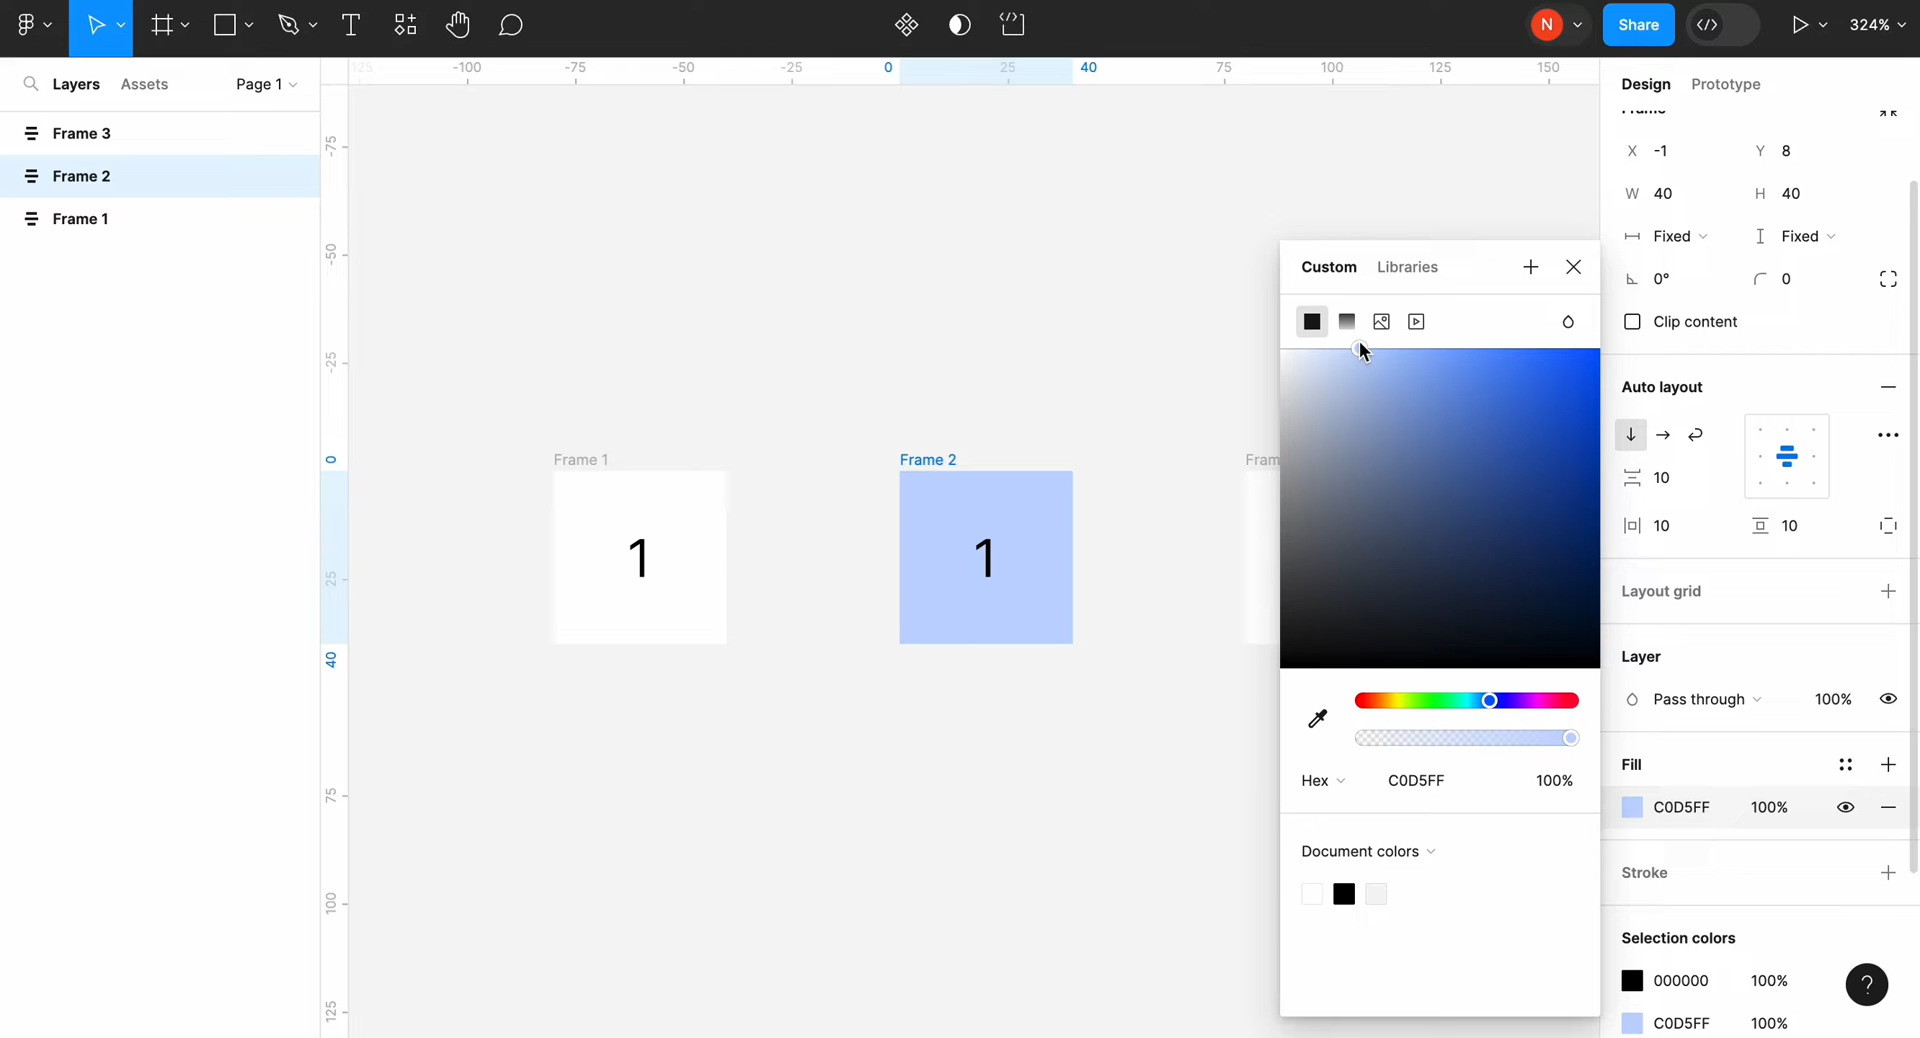 N
Share
324%
Layers
Assets
Page 1
Frame 3
Frame 2
Frame 1
125
-100
-75
-50
-25
0
25
40
75
100
125
150
-75
-50
-25
0
25
40
75
100
125
Frame 1
1
Frame 2
1
Fram
Custom
Libraries
Hex
C0D5FF
100%
Document colors
Design
Prototype
Frame
X -1
Y 8
W 40
H 40
Fixed
Fixed
0°
0
Clip content
Auto layout
10
10
10
Layout grid
Layer
Pass through
100%
Fill
C0D5FF
100%
Stroke
Selection colors
000000
100%
C0D5FF
100%
?